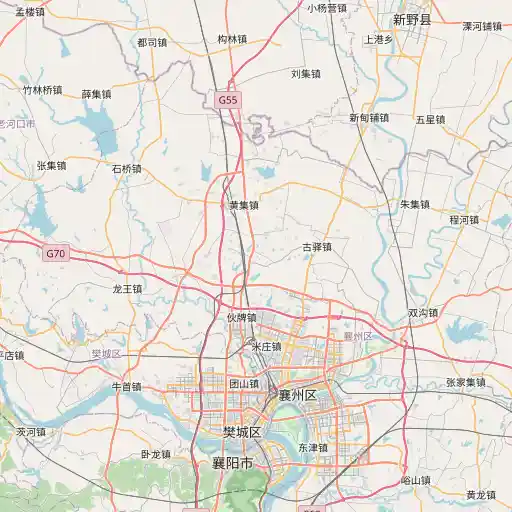 孟楼镇
构林镇
小杨营镇
新野县
溧河铺镇
都司镇
上港乡
刘集镇
竹林桥镇
薛集镇
G55
新甸铺镇
五星镇
老河口市
张集镇
石桥镇
黄集镇
朱集镇
程河镇
古驿镇
G70
龙王镇
伙牌镇
双沟镇
襄州区
米庄镇
樊城区
牛首镇
团山镇
襄州区
张家集镇
茨河镇
樊城区
卧龙镇
襄阳市
东津镇
峪山镇
黄龙镇